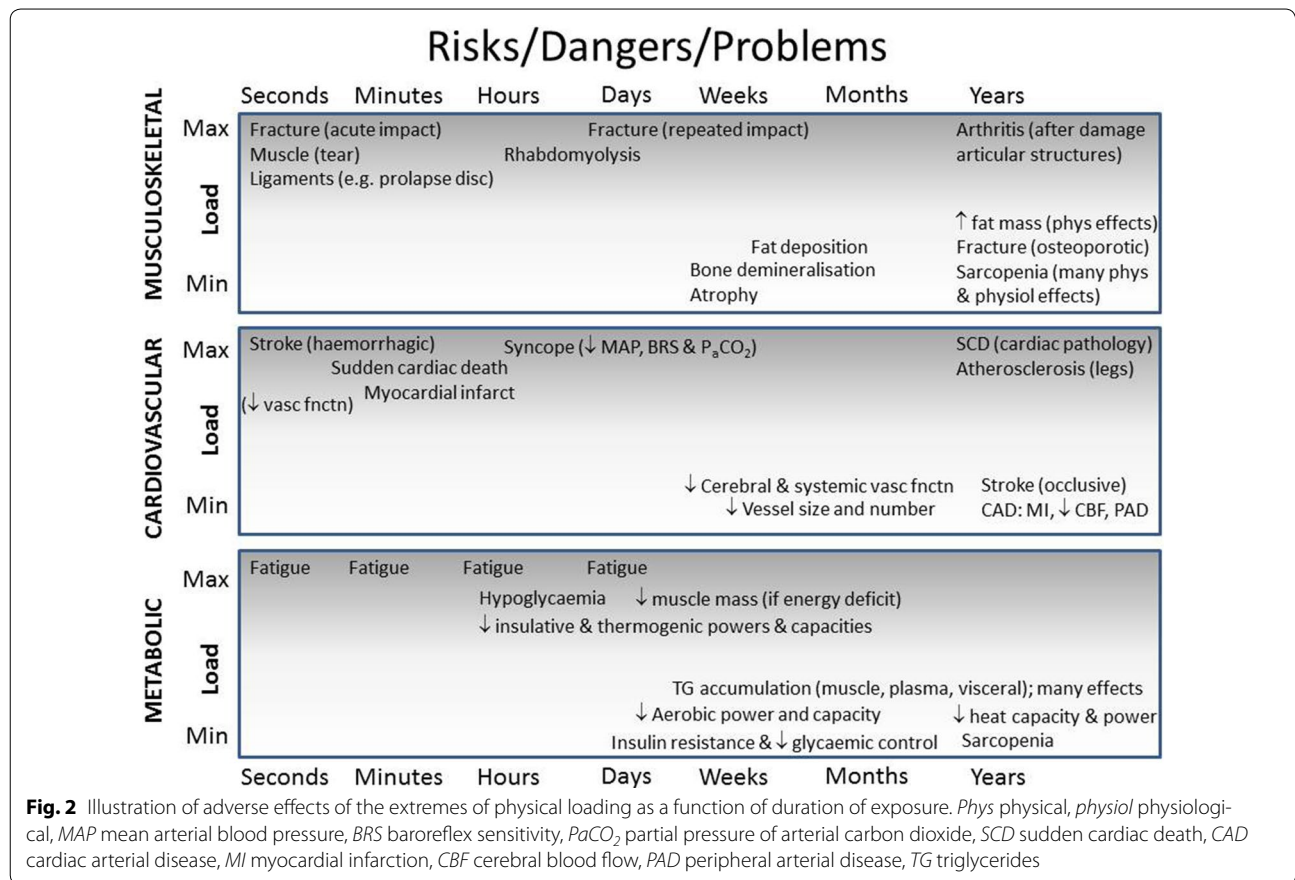 Risks/Dangers/Problems
Seconds Minutes Hours Days Weeks Months Years
MUSCULOSKELETAL
Load
Max
Min
Fracture (acute impact)
Muscle (tear)
Ligaments (e.g. prolapse disc)
Fracture (repeated impact)
Rhabdomyolysis
Arthritis (after damage
articular structures)
Fat deposition
Bone demineralisation
Atrophy
↑ fat mass (phys effects)
Fracture (osteoporotic)
Sarcopenia (many phys
& physiol effects)
CARDIOVASCULAR
Load
Max
Min
Stroke (haemorrhagic)
Sudden cardiac death
Myocardial infarct
(↓ vasc fnctn)
Syncope (↓ MAP, BRS & PaCO₂)
SCD (cardiac pathology)
Atherosclerosis (legs)
↓ Cerebral & systemic vasc fnctn
↓ Vessel size and number
Stroke (occlusive)
CAD: MI, ↓ CBF, PAD
METABOLIC
Load
Max
Min
Fatigue Fatigue Fatigue Fatigue
Hypoglycaemia ↓ muscle mass (if energy deficit)
↓ insulative & thermogenic powers & capacities
TG accumulation (muscle, plasma, visceral); many effects
↓ Aerobic power and capacity ↓ heat capacity & power
Insulin resistance & ↓ glycaemic control Sarcopenia
Seconds Minutes Hours Days Weeks Months Years
Fig. 2 Illustration of adverse effects of the extremes of physical loading as a function of duration of exposure. Phys physical, physiol physiologi-
cal, MAP mean arterial blood pressure, BRS baroreflex sensitivity, PaCO₂ partial pressure of arterial carbon dioxide, SCD sudden cardiac death, CAD
cardiac arterial disease, MI myocardial infarction, CBF cerebral blood flow, PAD peripheral arterial disease, TG triglycerides